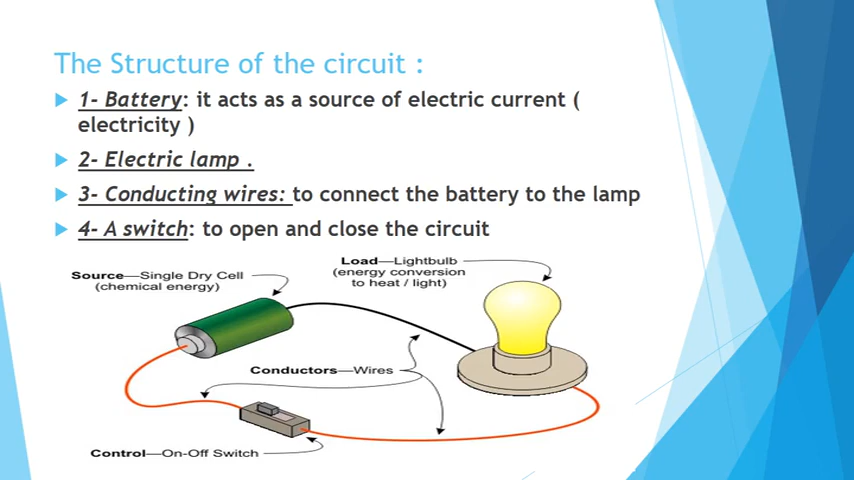 The Structure of the circuit :
1- Battery: it acts as a source of electric current (
electricity )
2- Electric lamp .
3- Conducting wires: to connect the battery to the lamp
4- A switch: to open and close the circuit
Load—Lightbulb
(energy conversion
to heat / light)
Source—Single Dry Cell
(chemical energy)
Conductors—Wires
Control—On-Off Switch